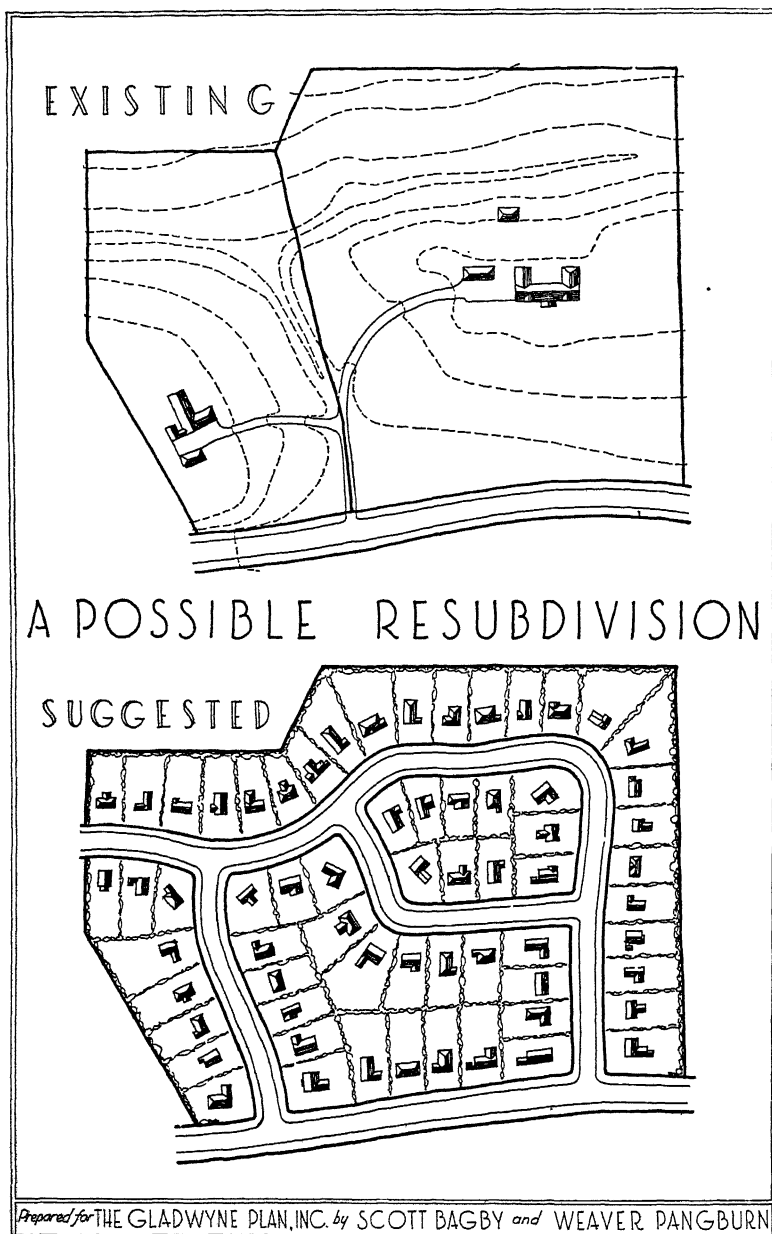 EXISTING
A POSSIBLE RESUBDIVISION
SUGGESTED
Prepared for THE GLADWYNE PLAN, INC. by SCOTT BAGBY and WEAVER PANGBURN